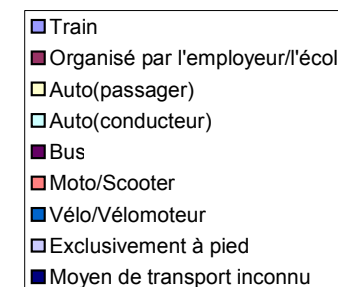 Train
Organisé par l'employeur/l'écol
Auto(passager)
Auto(conducteur)
Bus
Moto/Scooter
Vélo/Vélomoteur
Exclusivement à pied
Moyen de transport inconnu